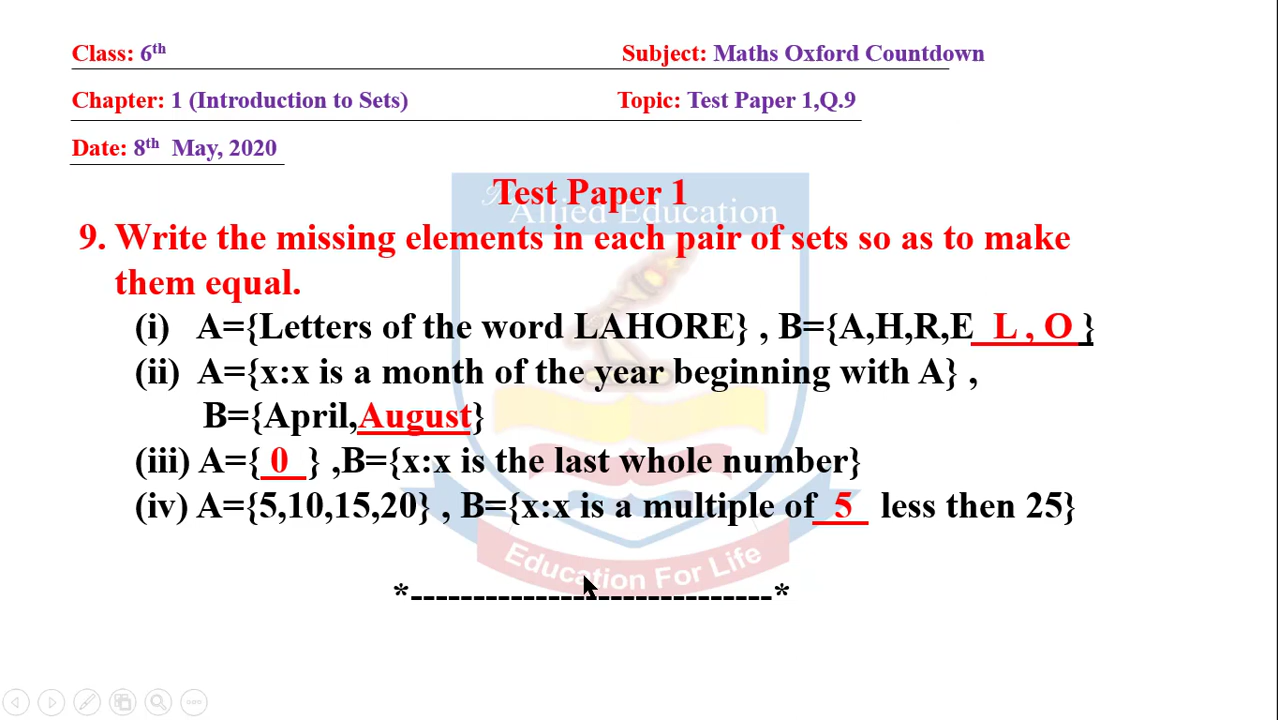 Class: 6th Subject: Maths Oxford Countdown
Chapter: 1 (Introduction to Sets) Topic: Test Paper 1,Q.9
Date: 8th May, 2020
Test Paper 1
Allied Education
9. Write the missing elements in each pair of sets so as to make
them equal.
(i) A={Letters of the word LAHORE} , B={A,H,R,E L , O }
(ii) A={x:x is a month of the year beginning with A} ,
B={April,August}
(iii) A={ 0 } ,B={x:x is the last whole number}
(iv) A={5,10,15,20} , B={x:x is a multiple of 5 less then 25}
Education For Life
*-----------------------------*